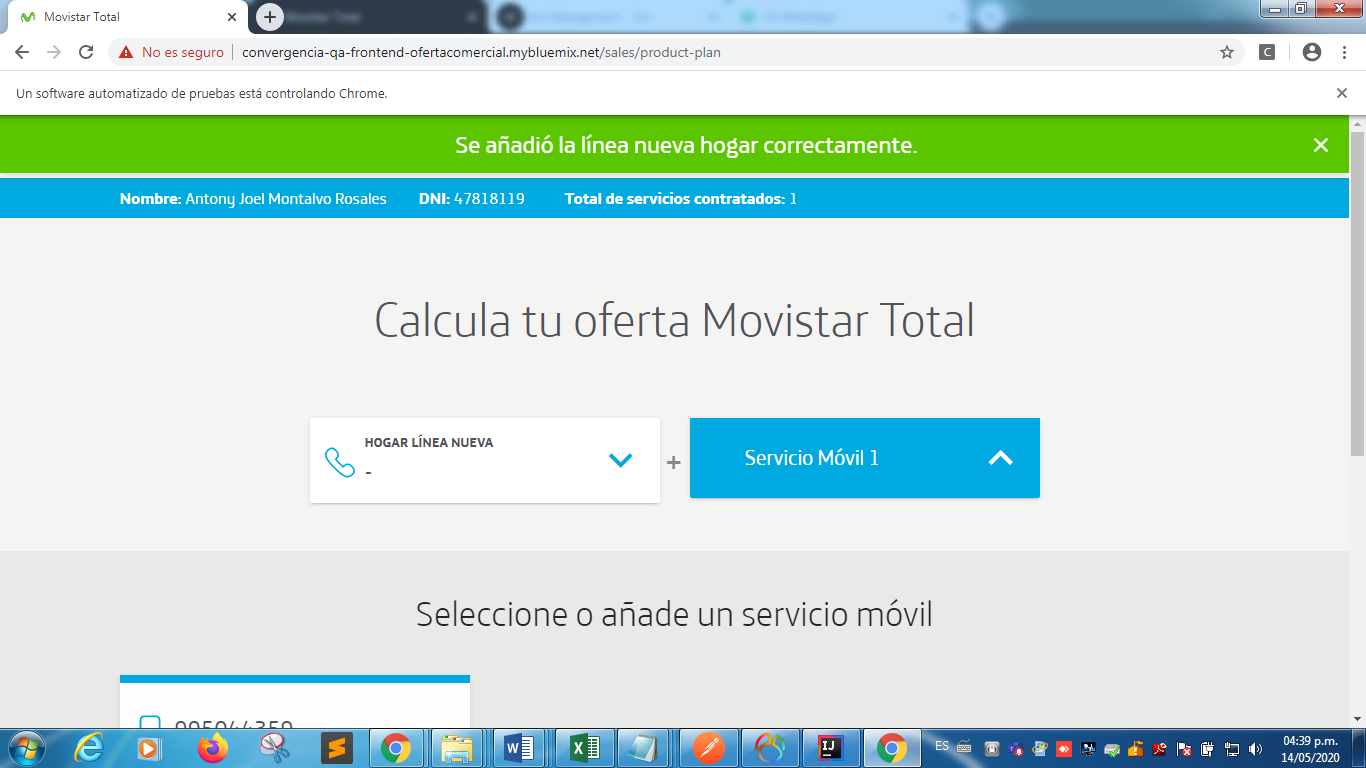 Movistar Total
Movistar Total
No es seguro
convergencia-qa-frontend-ofertacomercial.mybluemix.net/sales/product-plan
C
Un software automatizado de pruebas está controlando Chrome.
Se añadió la línea nueva hogar correctamente.
Nombre: Antony Joel Montalvo Rosales DNI: 47818119 Total de servicios contratados: 1
Calcula tu oferta Movistar Total
HOGAR LÍNEA NUEVA
-
+
Servicio Móvil 1
Seleccione o añade un servicio móvil
995944359
ES
04:39 p.m.
14/05/2020